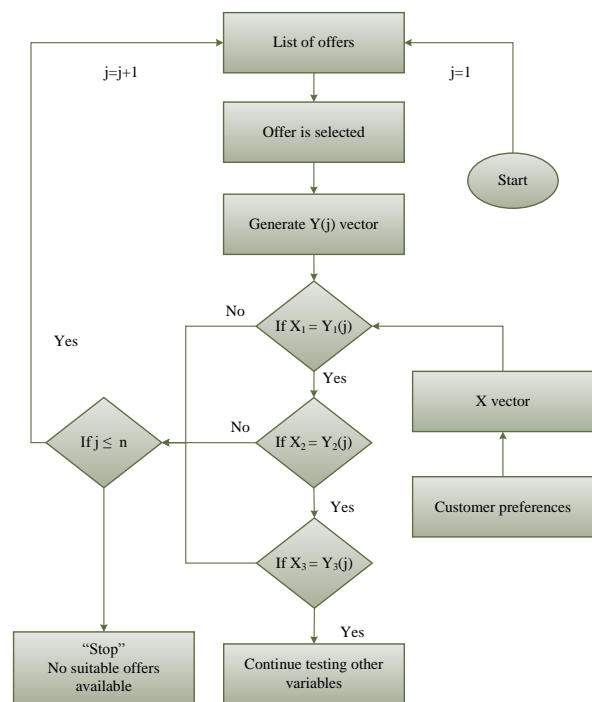 List of offers
j=j+1
j=1
Offer is selected
Start
Generate Y(j) vector
No
If X₁ = Y₁(j)
Yes
Yes
X vector
If j ≤ n
No
If X₂ = Y₂(j)
Yes
Customer preferences
If X₃ = Y₃(j)
Yes
“Stop”
No suitable offers
available
Continue testing other
variables